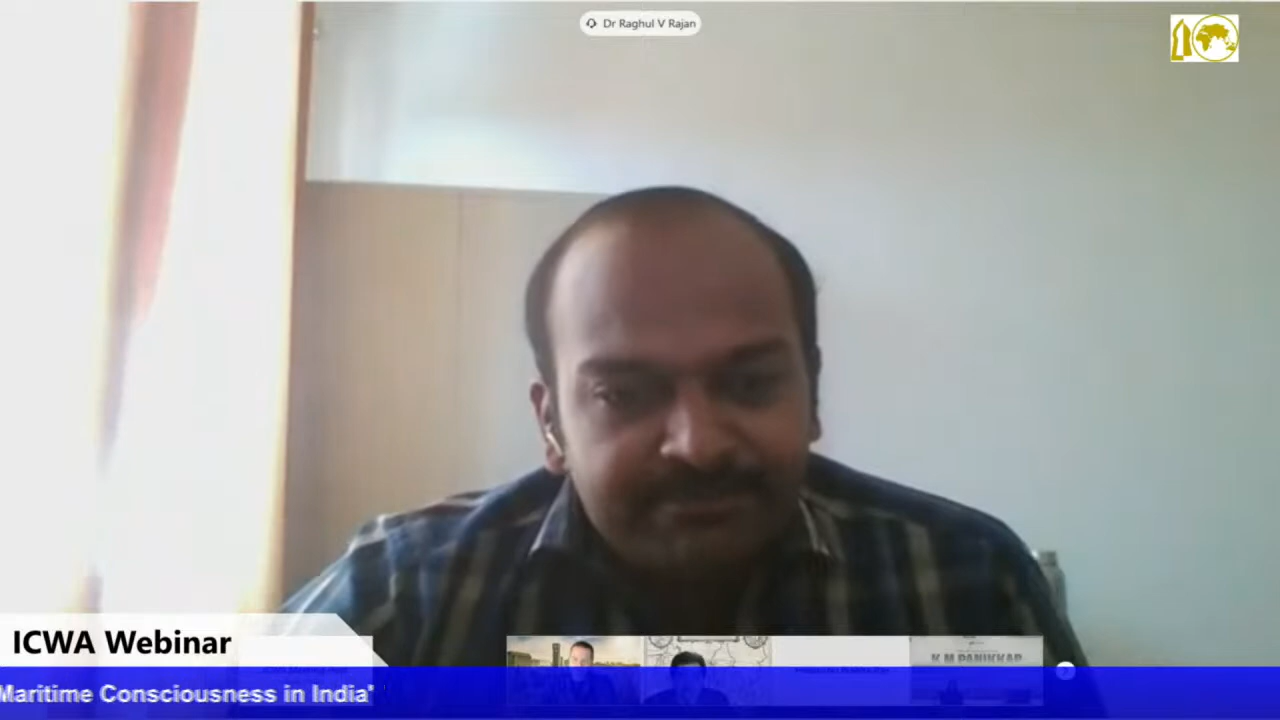 Dr Raghul V Rajan
ICWA Webinar
K M PANIKKAR
Maritime Consciousness in India'